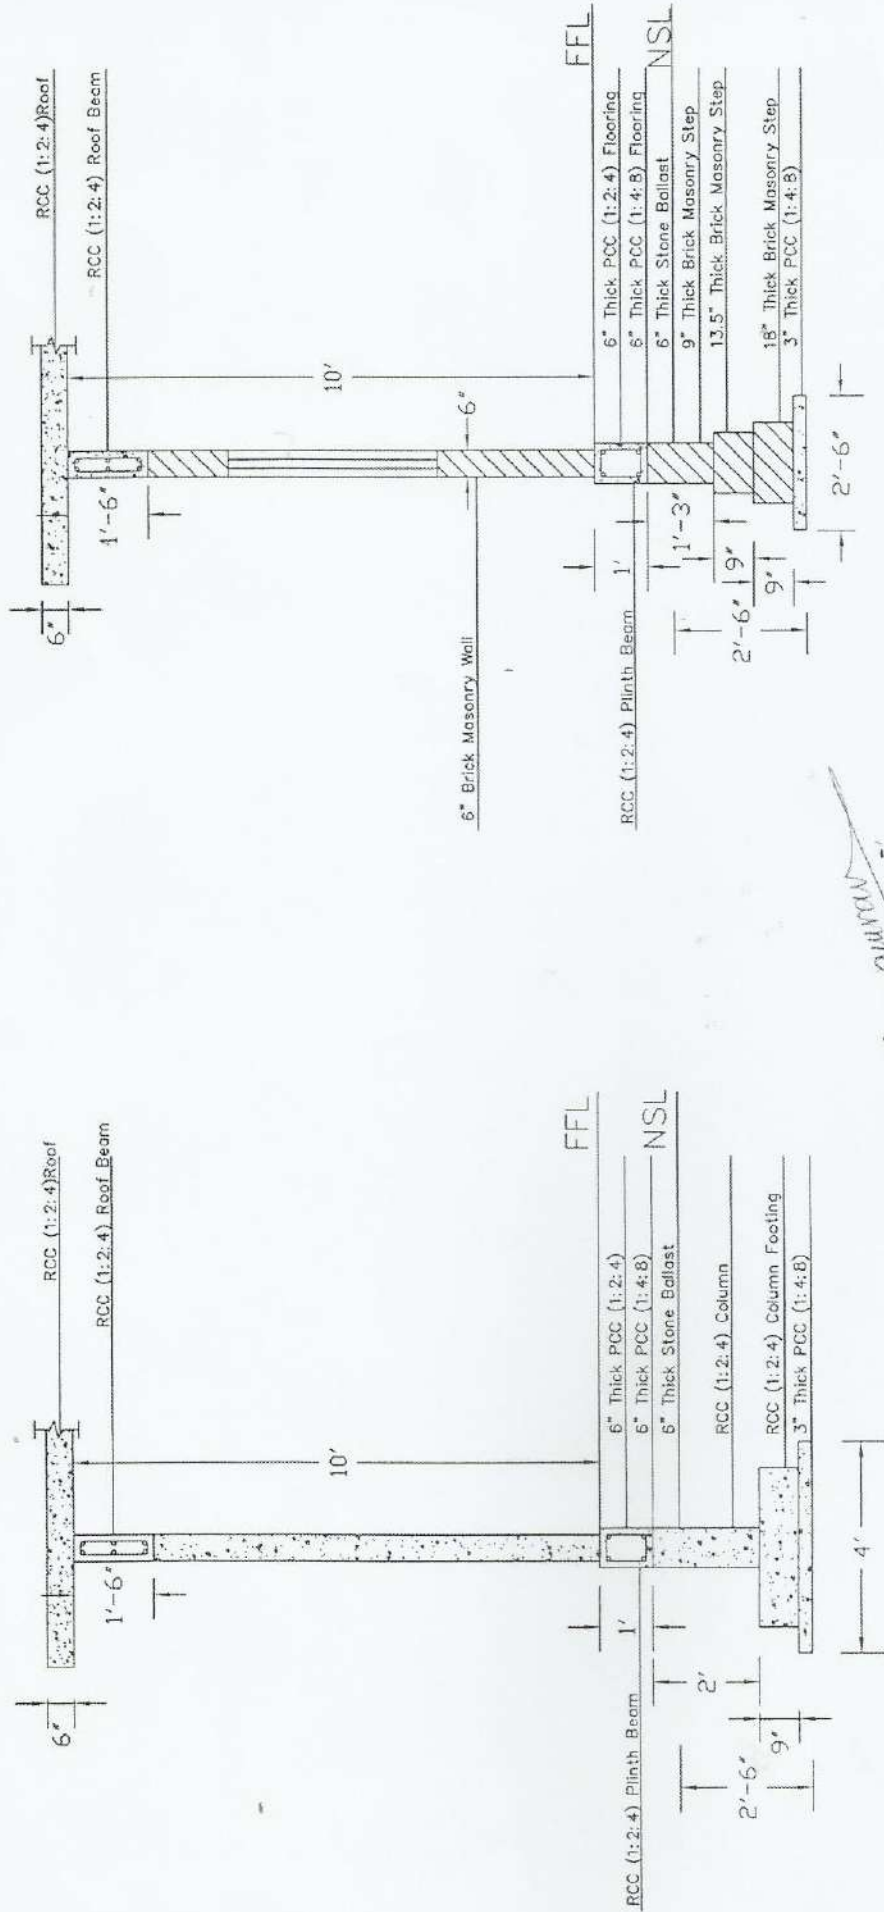 RCC (1:2:4)Roof
RCC (1:2:4) Roof Beam
6"
1'-6"
10'
FFL
6" Thick PCC (1:2:4)
6" Thick PCC (1:4:8)
NSL
6" Thick Stone Ballast
1'
RCC (1:2:4) Plinth Beam
2'
RCC (1:2:4) Column
9"
2'-6"
RCC (1:2:4) Column Footing
3" Thick PCC (1:4:8)
4'
RCC (1:2:4)Roof
RCC (1:2:4) Roof Beam
6"
1'-6"
10'
6"
6" Brick Masonry Wall
FFL
6" Thick PCC (1:2:4) Flooring
6" Thick PCC (1:4:8) Flooring
NSL
6" Thick Stone Ballast
9" Thick Brick Masonry Step
13.5" Thick Brick Masonry Step
18" Thick Brick Masonry Step
3" Thick PCC (1:4:8)
1'
RCC (1:2:4) Plinth Beam
1'-3"
9"
9"
2'-6"
2'-6"